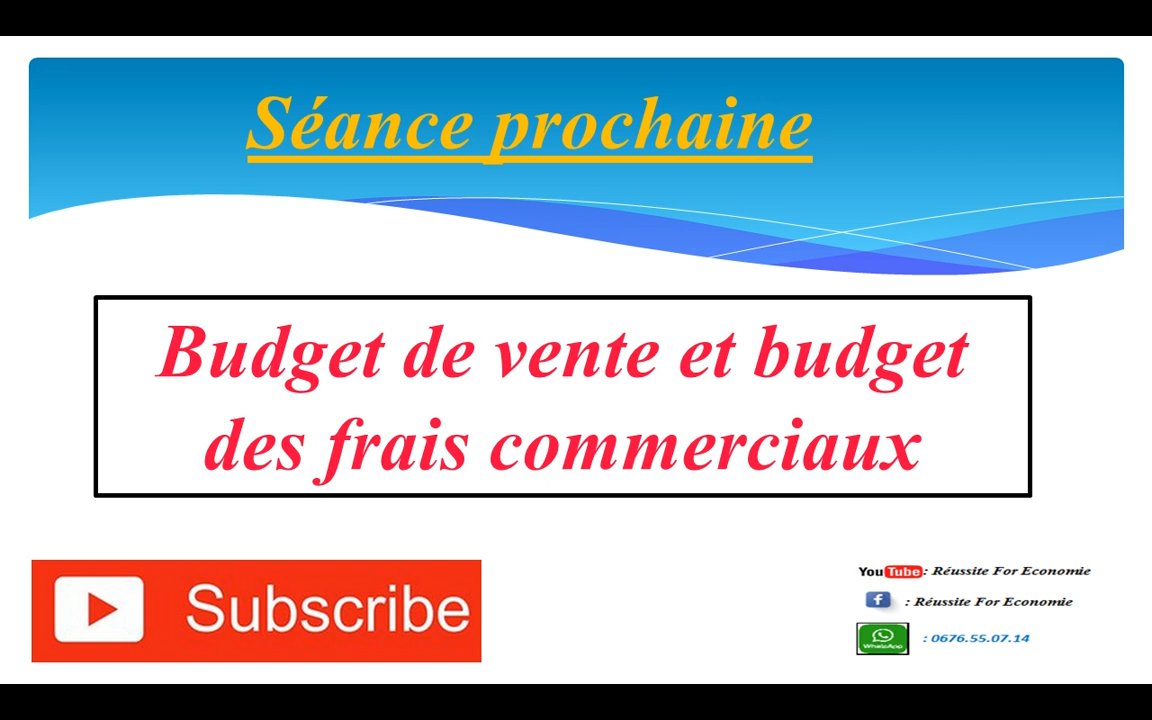 Séance prochaine
Budget de vente et budget
des frais commerciaux
Subscribe
YouTube : Réussite For Economie
f : Réussite For Economie
WhatsApp : 0676.55.07.14